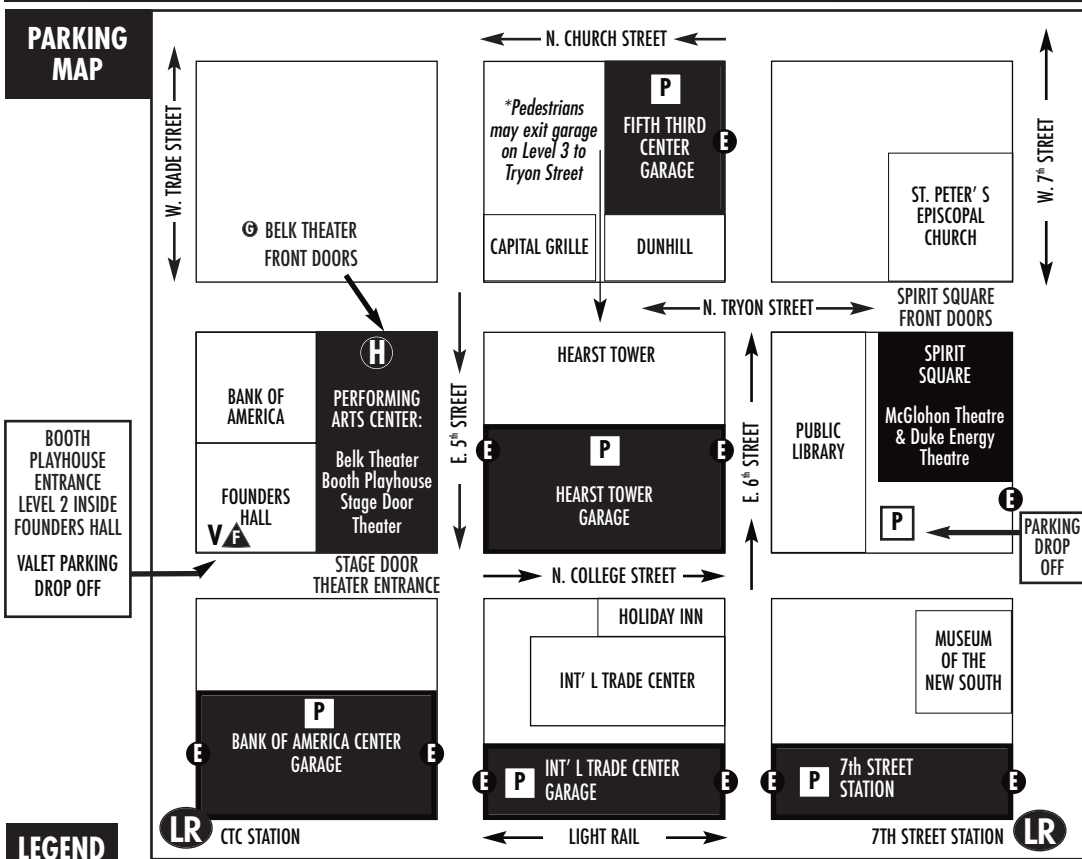 PARKING
MAP
N. CHURCH STREET
W. TRADE STREET
*Pedestrians
may exit garage
on Level 3 to
Tryon Street
P
FIFTH THIRD
CENTER
GARAGE
E
W. 7th STREET
ST. PETER' S
EPISCOPAL
CHURCH
G BELK THEATER
FRONT DOORS
CAPITAL GRILLE
DUNHILL
N. TRYON STREET
SPIRIT SQUARE
FRONT DOORS
BANK OF
AMERICA
H
PERFORMING
ARTS CENTER:
Belk Theater
Booth Playhouse
Stage Door
Theater
E. 5th STREET
HEARST TOWER
E
P
E
HEARST TOWER
GARAGE
E. 6th STREET
PUBLIC
LIBRARY
SPIRIT
SQUARE
McGlohon Theatre
& Duke Energy
Theatre
E
P
PARKING
DROP
OFF
BOOTH
PLAYHOUSE
ENTRANCE
LEVEL 2 INSIDE
FOUNDERS HALL
VALET PARKING
DROP OFF
FOUNDERS
HALL
V F
STAGE DOOR
THEATER ENTRANCE
N. COLLEGE STREET
HOLIDAY INN
INT' L TRADE CENTER
MUSEUM
OF THE
NEW SOUTH
P
E BANK OF AMERICA CENTER E
GARAGE
E P INT' L TRADE CENTER E
GARAGE
E P 7th STREET E
STATION
LR CTC STATION
LIGHT RAIL
7TH STREET STATION LR
LEGEND